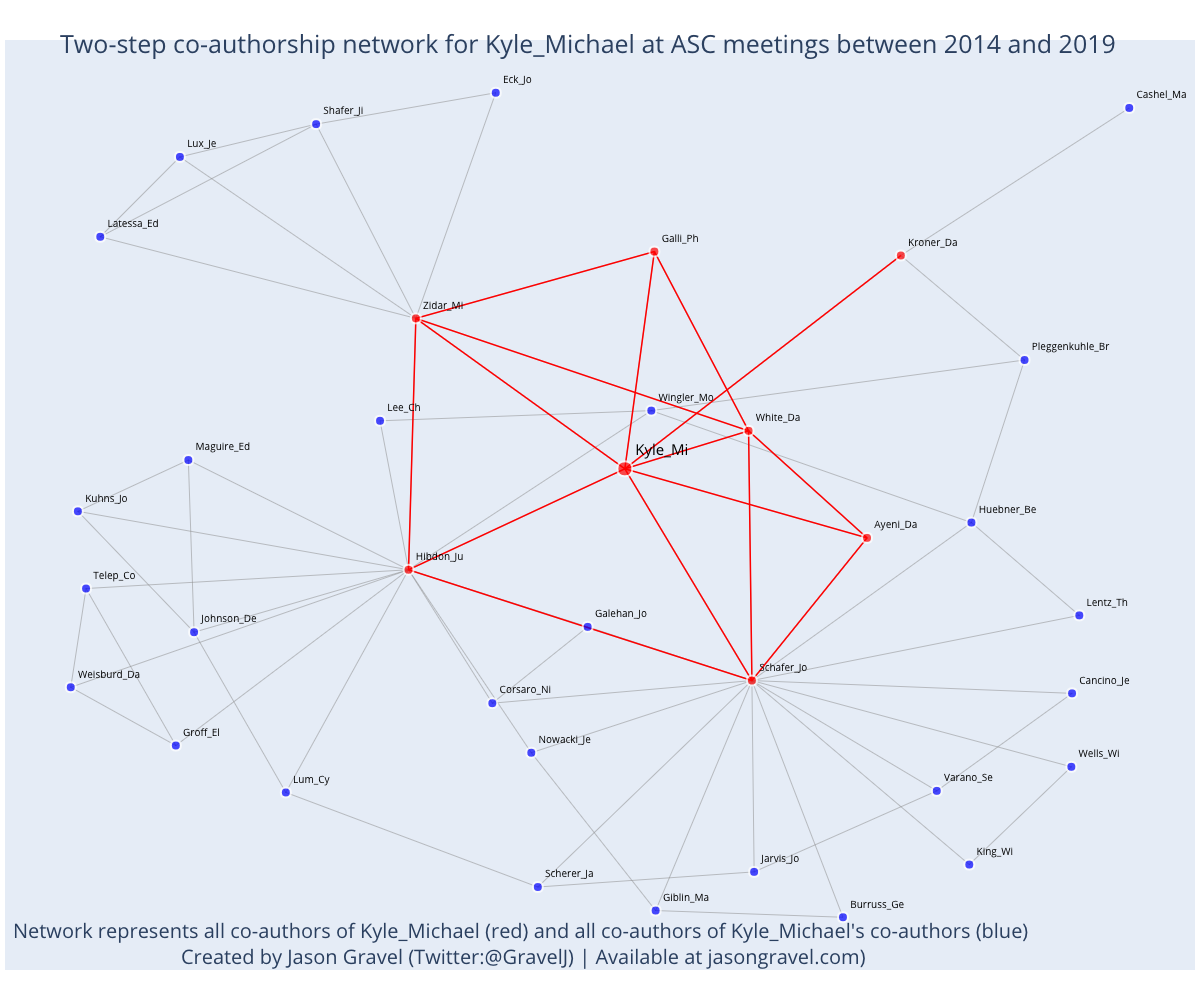 Two-step co-authorship network for Kyle_Michael at ASC meetings between 2014 and 2019
Eck_Jo
Cashel_Ma
Shafer_Ji
Lux_Je
Latessa_Ed
Galli_Ph
Kroner_Da
Zidar_Mi
Pleggenkuhle_Br
Wingler_Mo
Lee_Ch
White_Da
Maguire_Ed
Kyle_Mi
Kuhns_Jo
Huebner_Be
Ayeni_Da
Hibdon_Ju
Telep_Co
Lentz_Th
Galehan_Jo
Johnson_De
Schafer_Jo
Weisburd_Da
Cancino_Je
Corsaro_Ni
Groff_El
Nowacki_Je
Wells_Wi
Varano_Se
Lum_Cy
King_Wi
Jarvis_Jo
Scherer_Ja
Giblin_Ma
Burruss_Ge
Network represents all co-authors of Kyle_Michael (red) and all co-authors of Kyle_Michael's co-authors (blue)
Created by Jason Gravel (Twitter:@GravelJ) | Available at jasongravel.com)